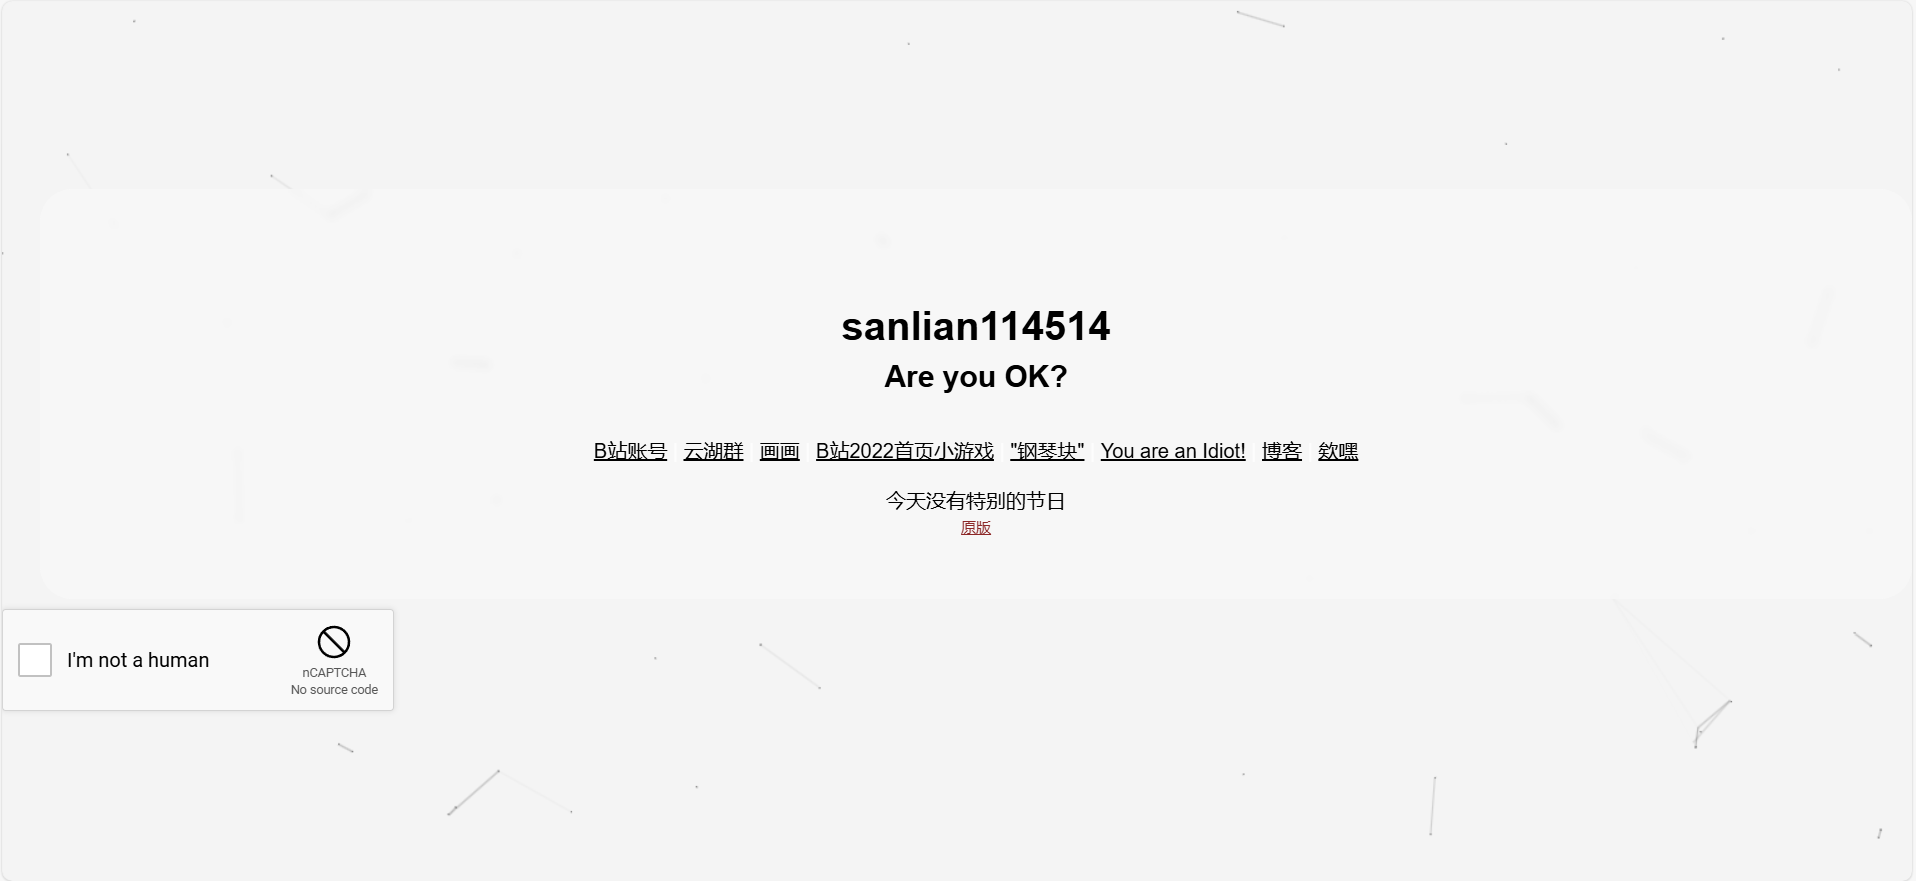 sanlian114514
Are you OK?
B站账号 云湖群 画画 B站2022首页小游戏 "钢琴块" You are an Idiot! 博客 欸嘿
今天没有特别的节日
原版
I'm not a human
nCAPTCHA
No source code